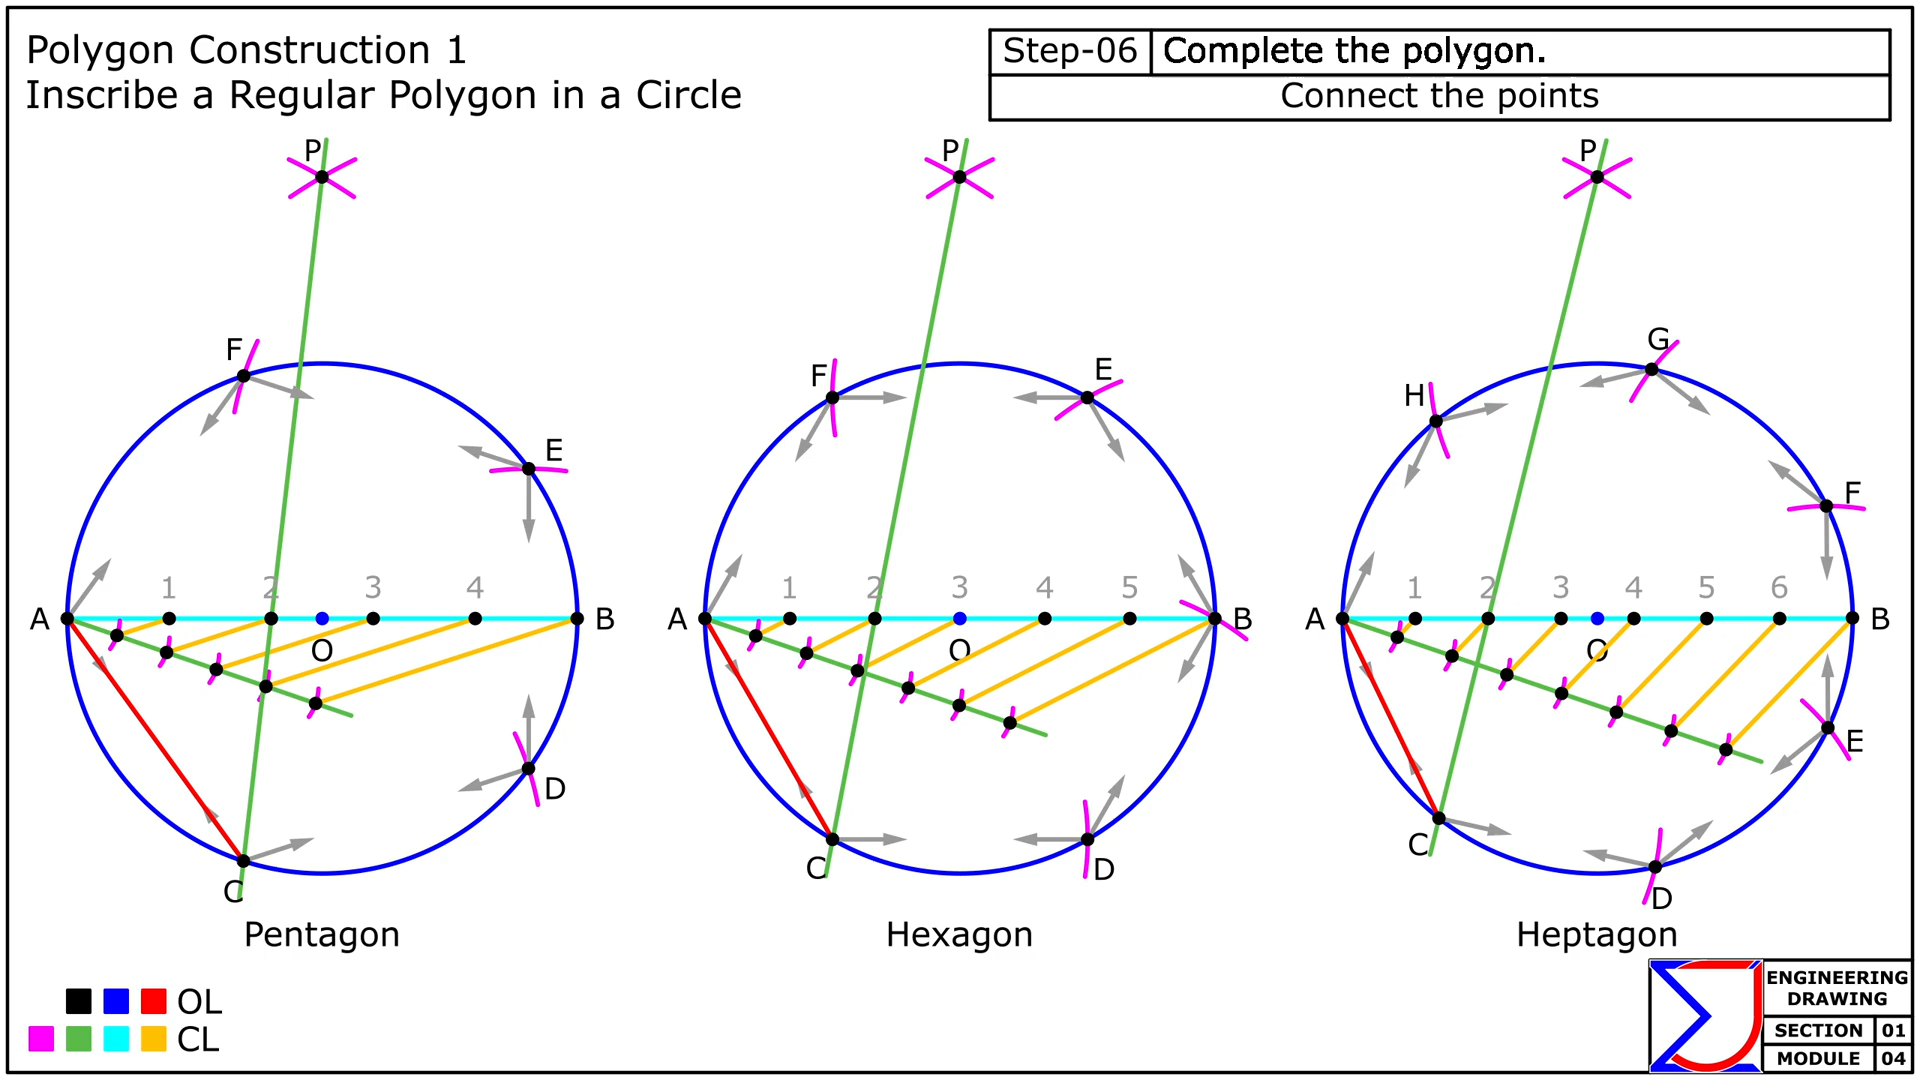 Polygon Construction 1
Inscribe a Regular Polygon in a Circle
Step-06 Complete the polygon.
Connect the points
P
F
E
1 2 3 4
A B
O
D
C
Pentagon
P
F E
1 2 3 4 5
A B
O
C D
Hexagon
P
G
H
F
1 2 3 4 5 6
A B
O
E
C
D
Heptagon
OL
CL
ENGINEERING
DRAWING
SECTION 01
MODULE 04